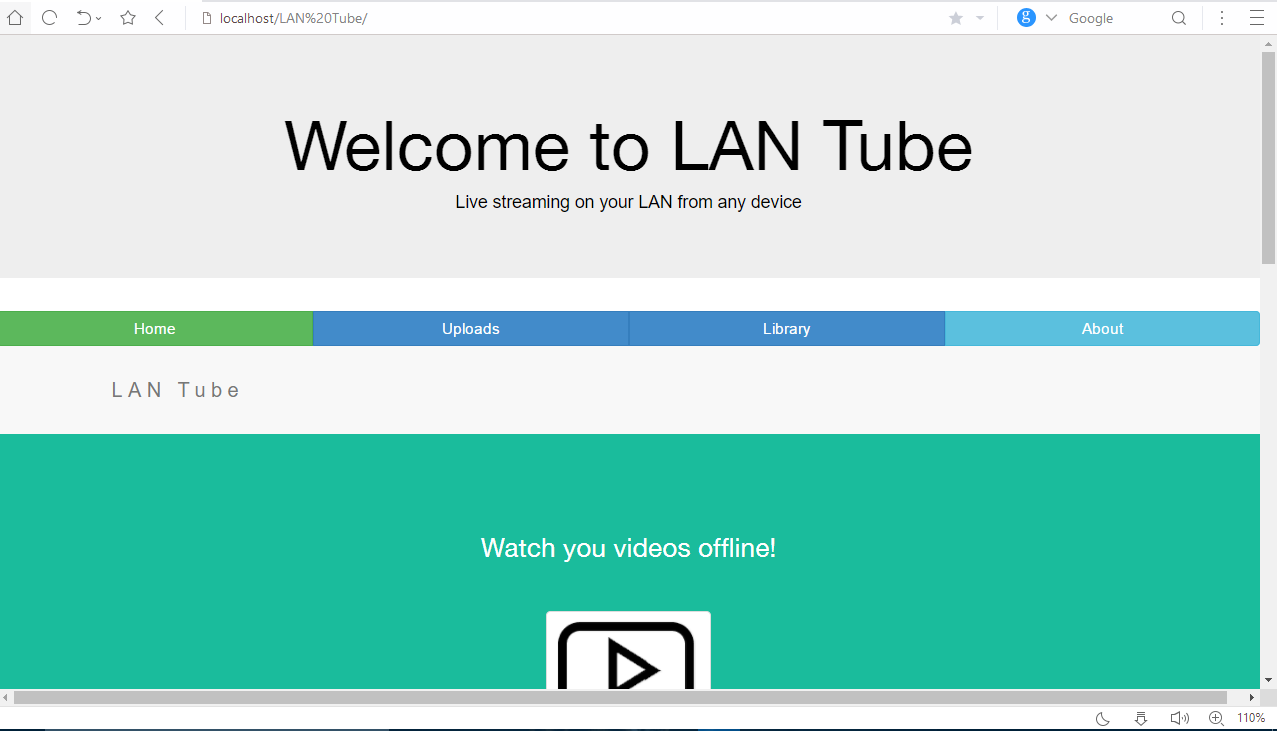 localhost/LAN%20Tube/
Google
Welcome to LAN Tube
Live streaming on your LAN from any device
Home Uploads Library About
LAN Tube
Watch you videos offline!
110%